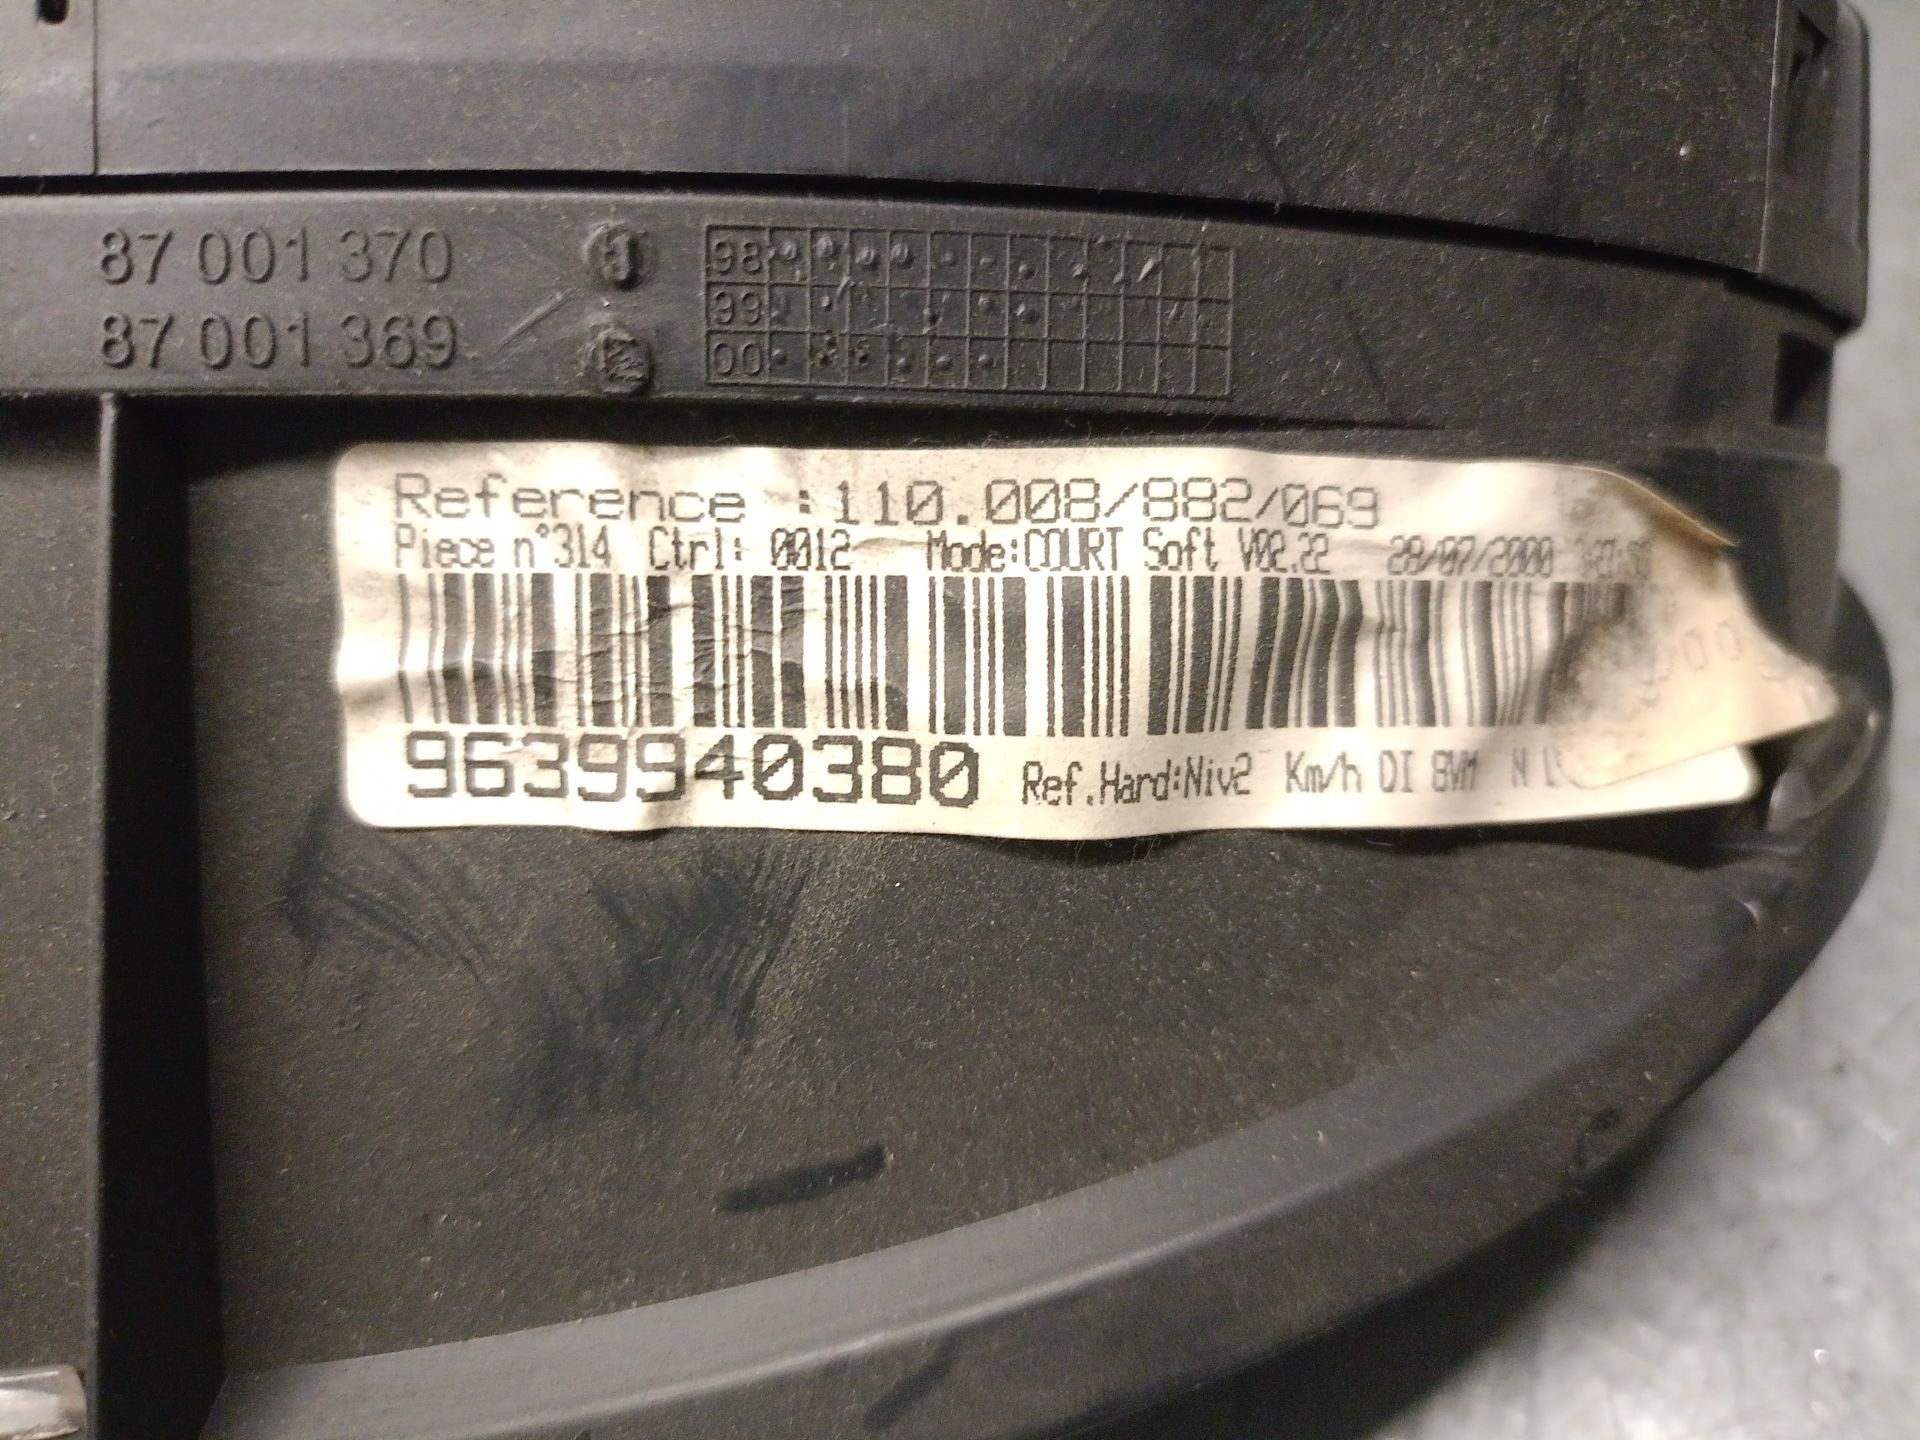 87 001 370
87 001 369
98
99
00
Reference :110.008/882/069
Piece n°314 Ctrl: 0012 Mode:COURT Soft V02.22 28/07/2000
9639940380 Ref.Hard:Niv2 Km/h DI BVM N